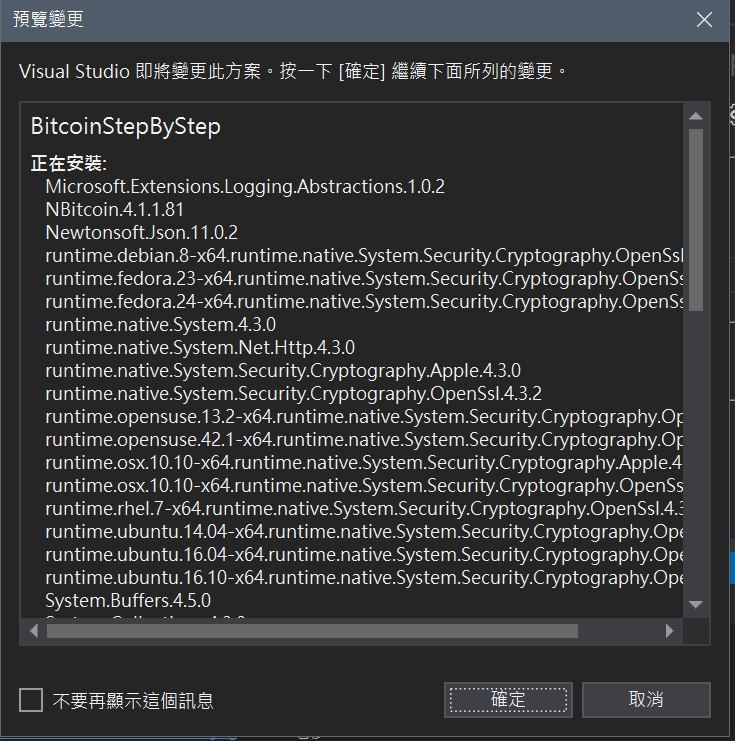 預覽變更
Visual Studio 即將變更此方案。按一下 [確定] 繼續下面所列的變更。
BitcoinStepByStep
正在安裝:
Microsoft.Extensions.Logging.Abstractions.1.0.2
NBitcoin.4.1.1.81
Newtonsoft.Json.11.0.2
runtime.debian.8-x64.runtime.native.System.Security.Cryptography.OpenSsl
runtime.fedora.23-x64.runtime.native.System.Security.Cryptography.OpenSs
runtime.fedora.24-x64.runtime.native.System.Security.Cryptography.OpenSs
runtime.native.System.4.3.0
runtime.native.System.Net.Http.4.3.0
runtime.native.System.Security.Cryptography.Apple.4.3.0
runtime.native.System.Security.Cryptography.OpenSsl.4.3.2
runtime.opensuse.13.2-x64.runtime.native.System.Security.Cryptography.Op
runtime.opensuse.42.1-x64.runtime.native.System.Security.Cryptography.Op
runtime.osx.10.10-x64.runtime.native.System.Security.Cryptography.Apple.4
runtime.osx.10.10-x64.runtime.native.System.Security.Cryptography.OpenSs
runtime.rhel.7-x64.runtime.native.System.Security.Cryptography.OpenSsl.4.3
runtime.ubuntu.14.04-x64.runtime.native.System.Security.Cryptography.Ope
runtime.ubuntu.16.04-x64.runtime.native.System.Security.Cryptography.Ope
runtime.ubuntu.16.10-x64.runtime.native.System.Security.Cryptography.Ope
System.Buffers.4.5.0
不要再顯示這個訊息
確定
取消